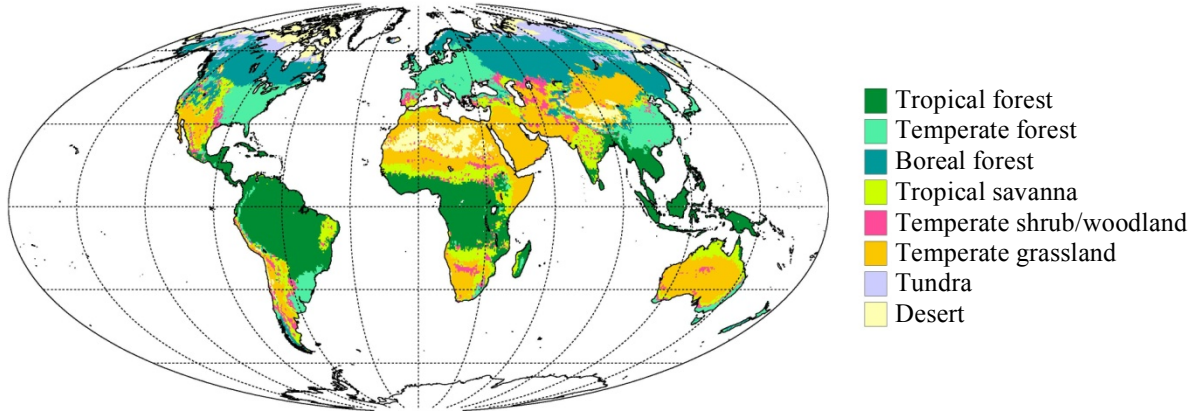 Tropical forest
Temperate forest
Boreal forest
Tropical savanna
Temperate shrub/woodland
Temperate grassland
Tundra
Desert